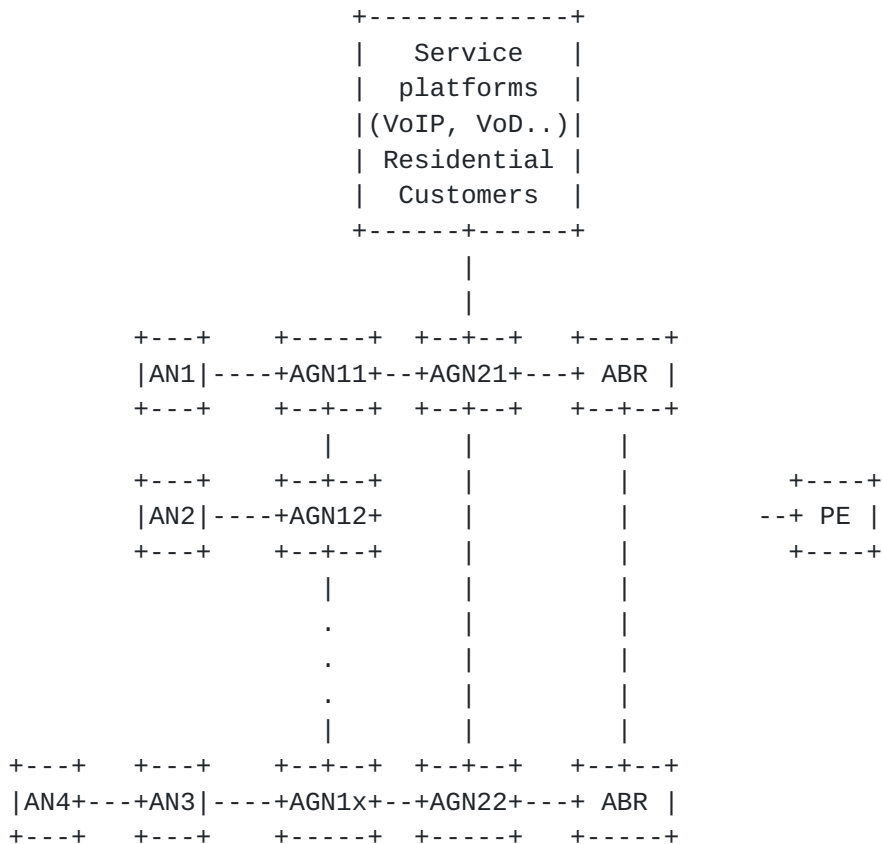 Service
platforms
(VoIP, VoD..)
Residential
Customers
AN1 AGN11 AGN21 ABR
AN2 AGN12 PE
AN4 AN3 AGN1x AGN22 ABR